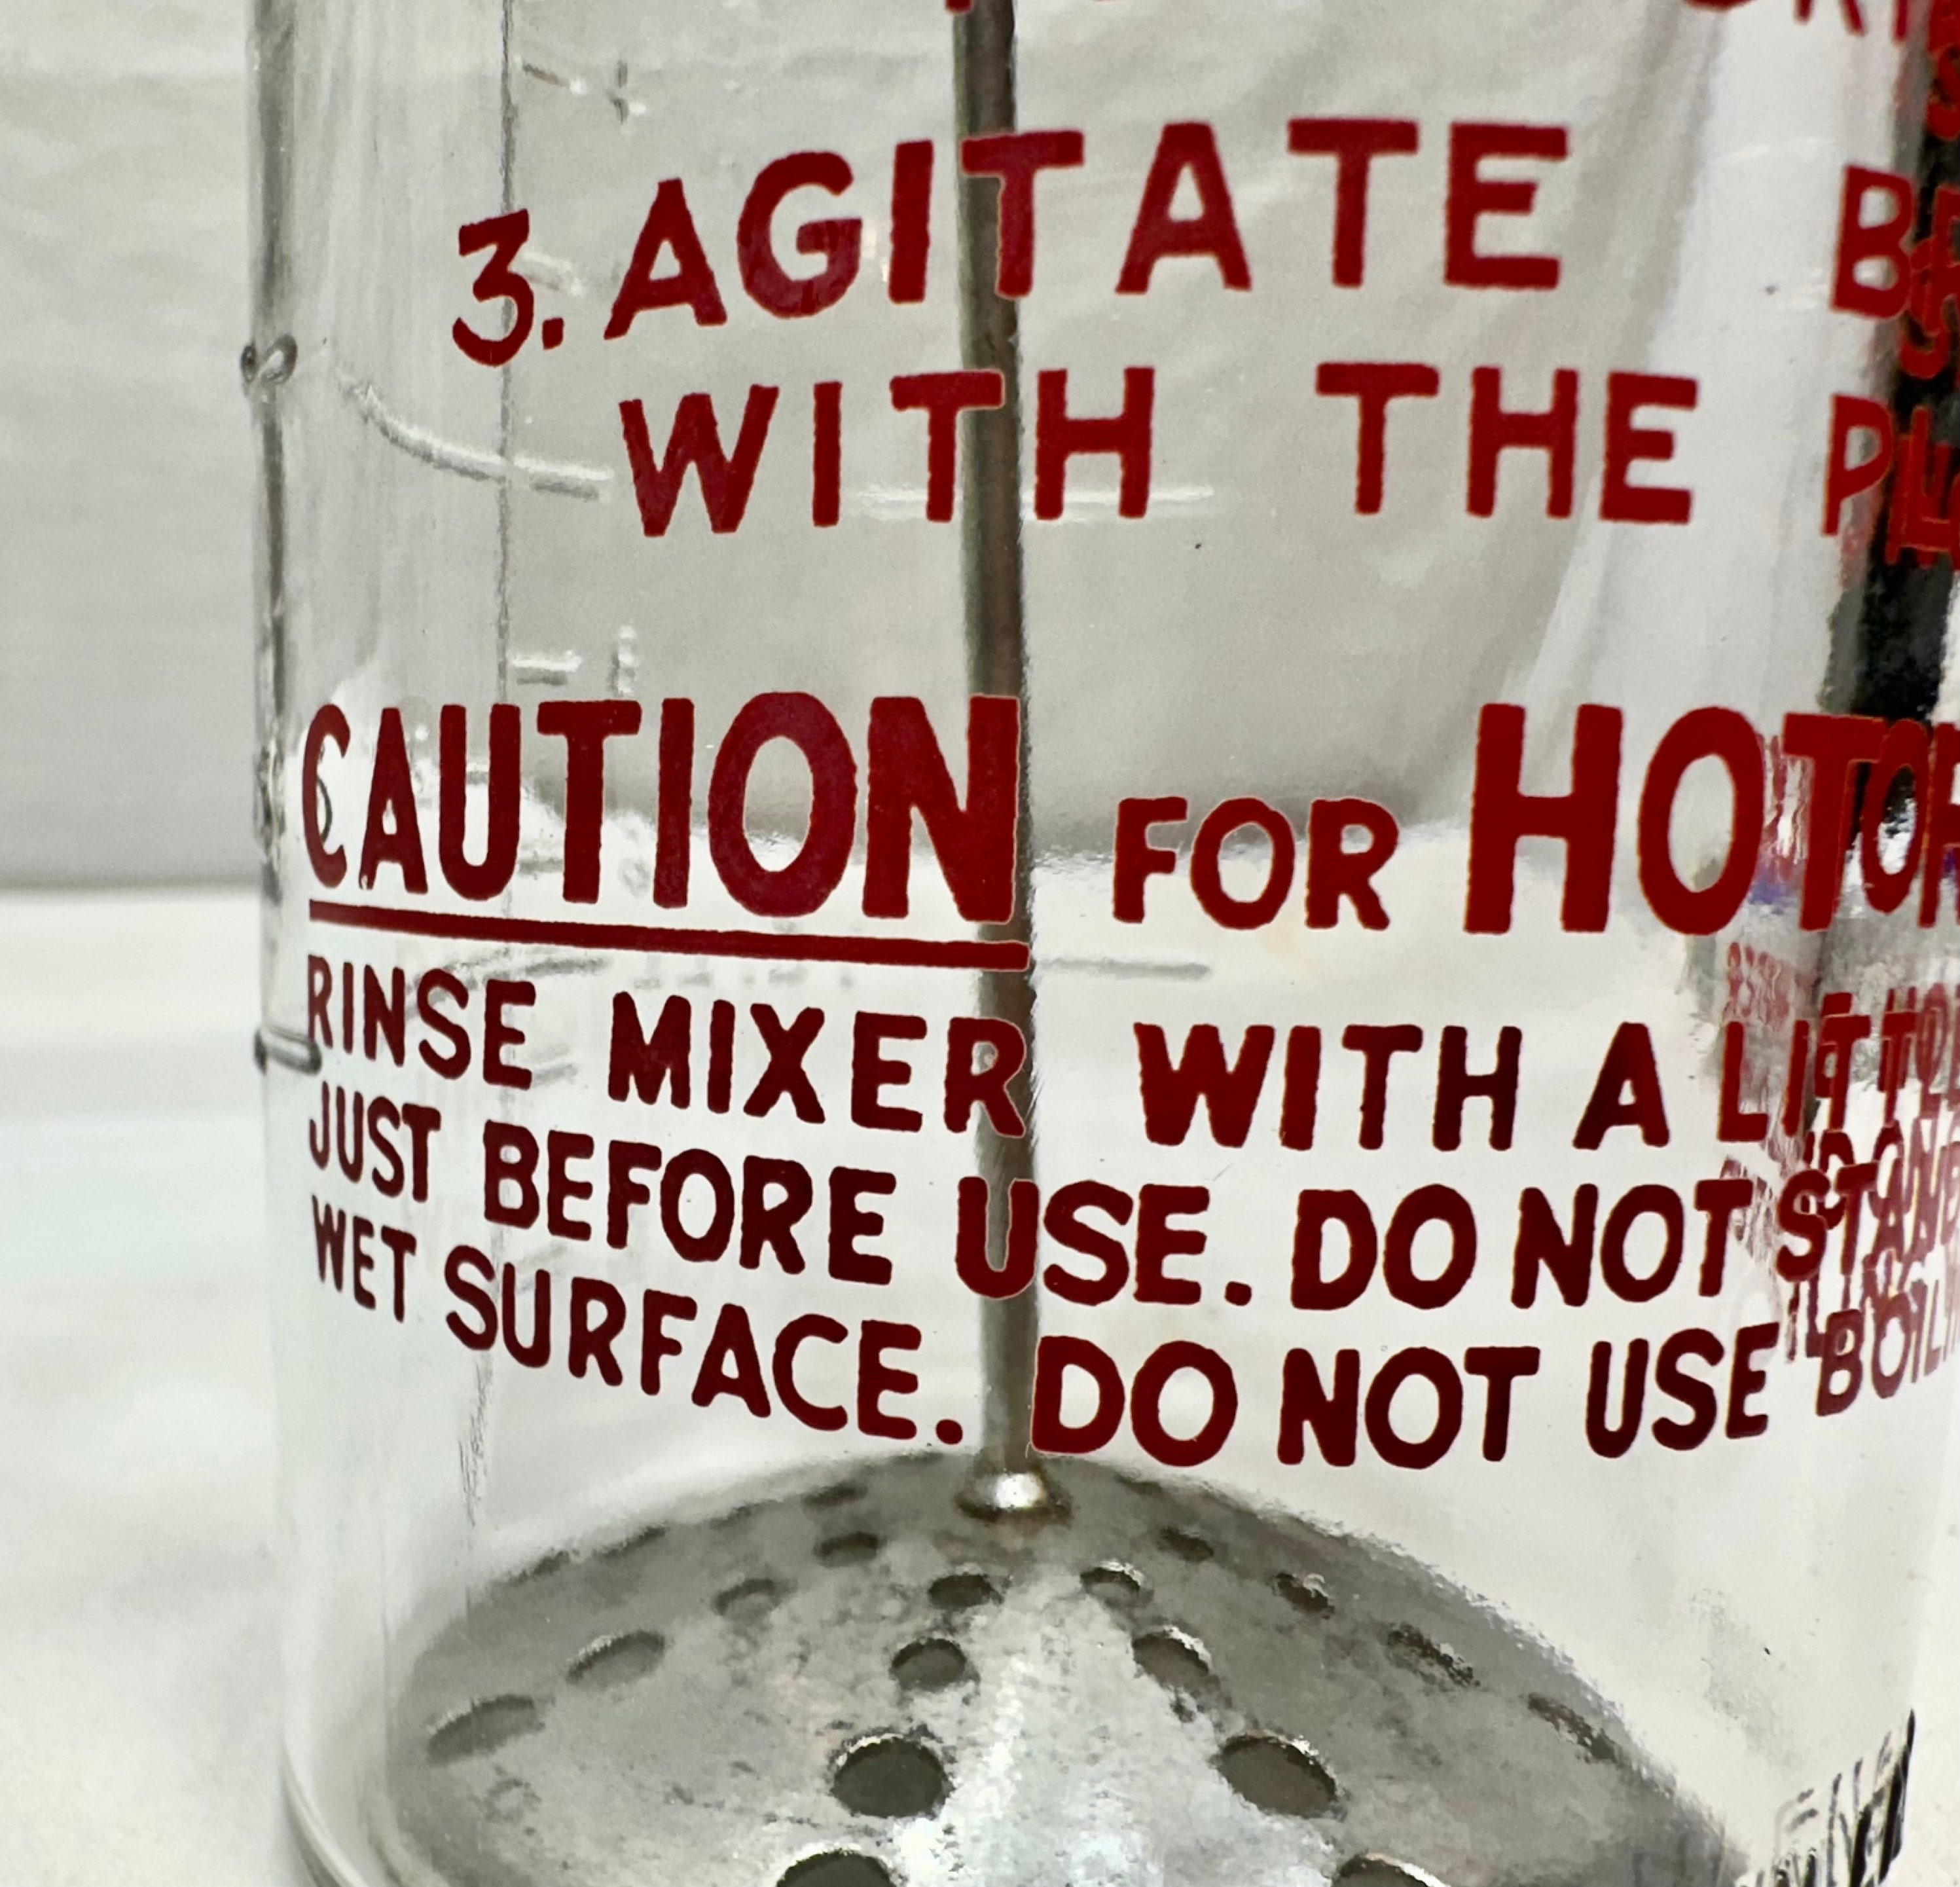 3. AGITATE
WITH THE
CAUTION FOR HOT
RINSE MIXER WITH A
JUST BEFORE USE. DO NOT
WET SURFACE. DO NOT USE